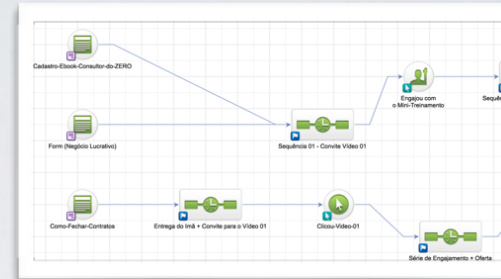 Cadastro-Ebook-Consultor-do-ZERO
Engajou com
o Mini-Treinamento
Form (Negócio Lucrativo)
Sequência 01 - Convite Vídeo 01
Como-Fechar-Contratos
Entrega do Imã + Convite para o Vídeo 01
Clicou-Vídeo-01
Série de Engajamento + Oferta